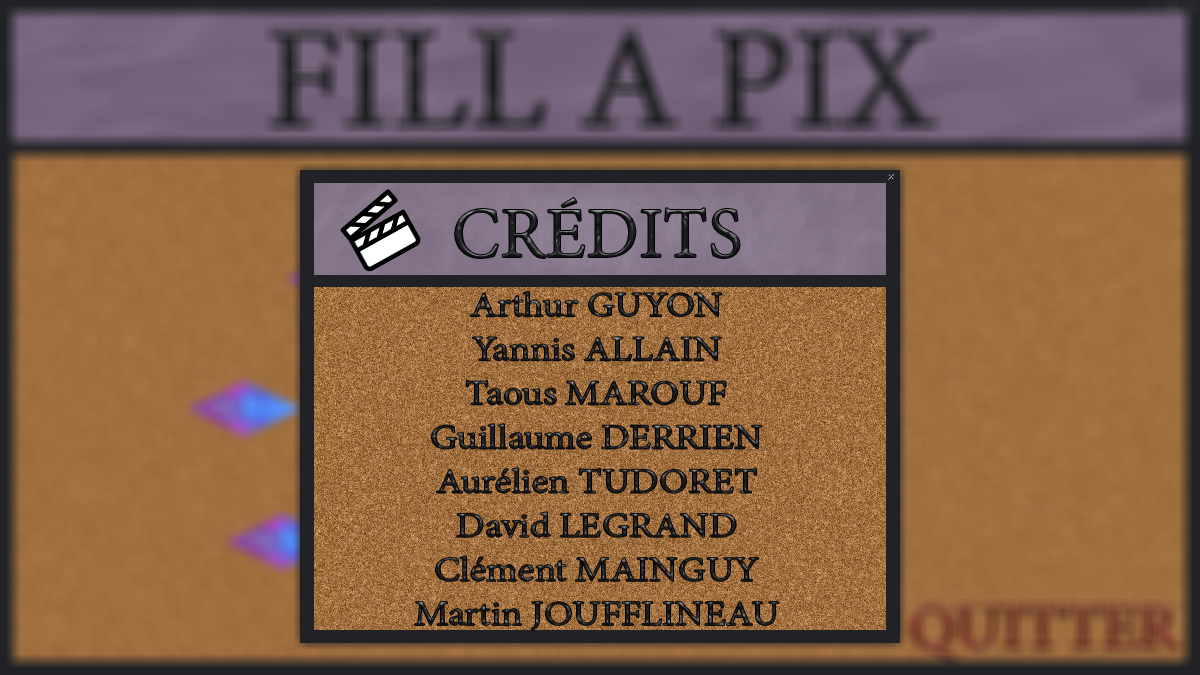 FILL A PIX
CRÉDITS
Arthur GUYON
Yannis ALLAIN
Taous MAROUF
Guillaume DERRIEN
Aurélien TUDORET
David LEGRAND
Clément MAINGUY
Martin JOUFFLINEAU
QUITTER